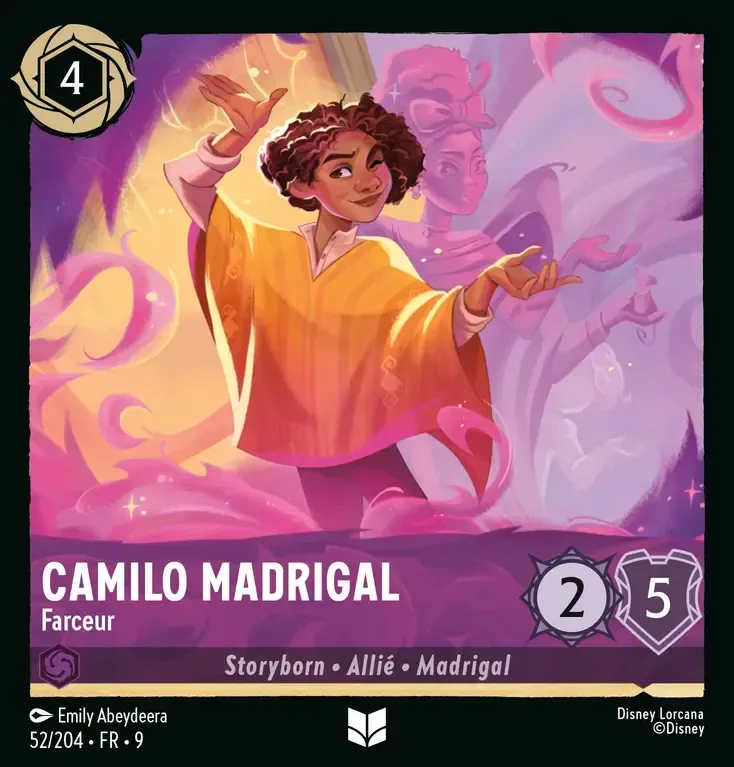 4
CAMILO MADRIGAL
Farceur
2
5
Storyborn • Allié • Madrigal
Emily Abeydeera
52/204 • FR • 9
Disney Lorcana
©Disney